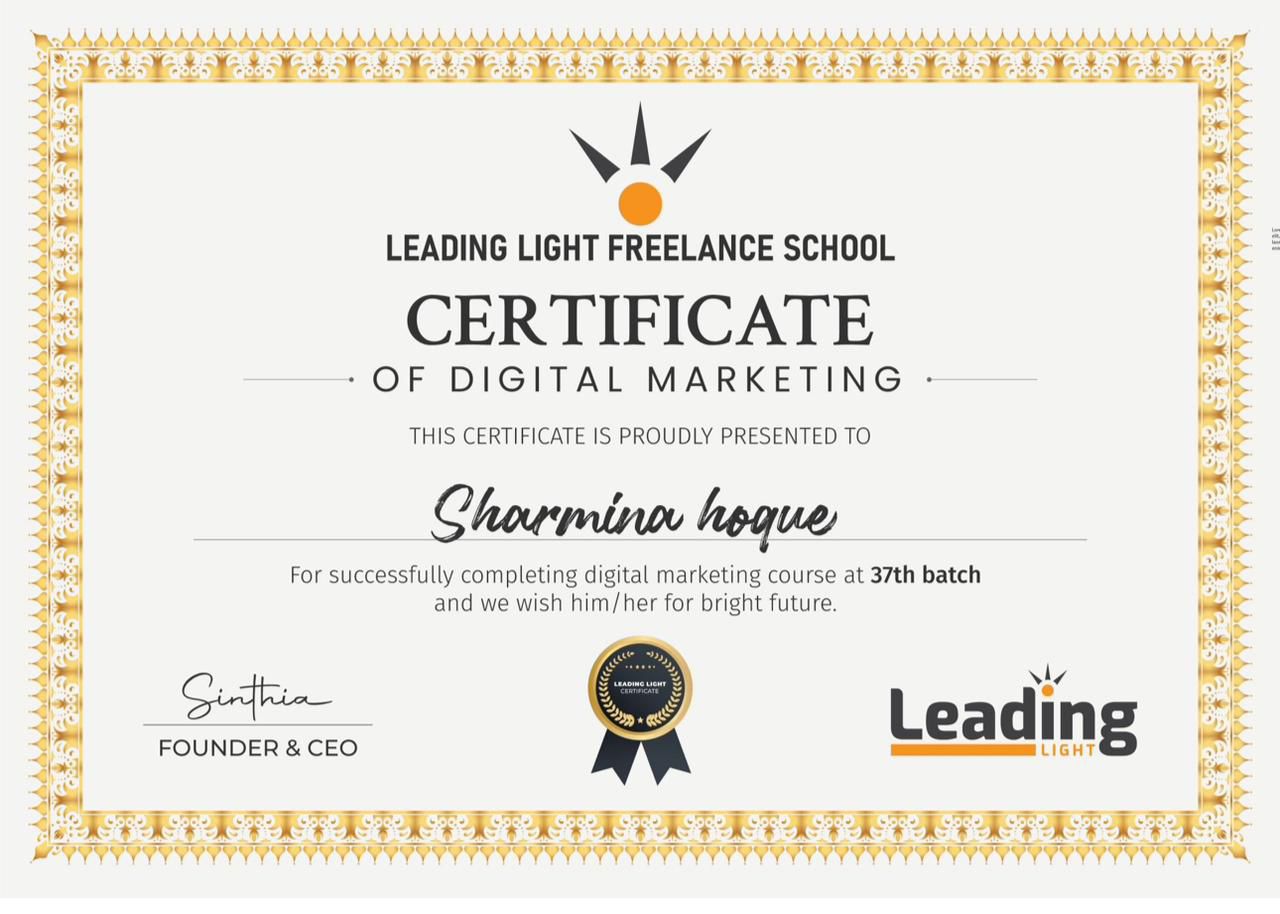 LEADING LIGHT FREELANCE SCHOOL
CERTIFICATE
OF DIGITAL MARKETING
THIS CERTIFICATE IS PROUDLY PRESENTED TO
Sharmina hoque
For successfully completing digital marketing course at 37th batch
and we wish him/her for bright future.
Sinthia
FOUNDER & CEO
LEADING LIGHT
CERTIFICATE
Leading
LIGHT